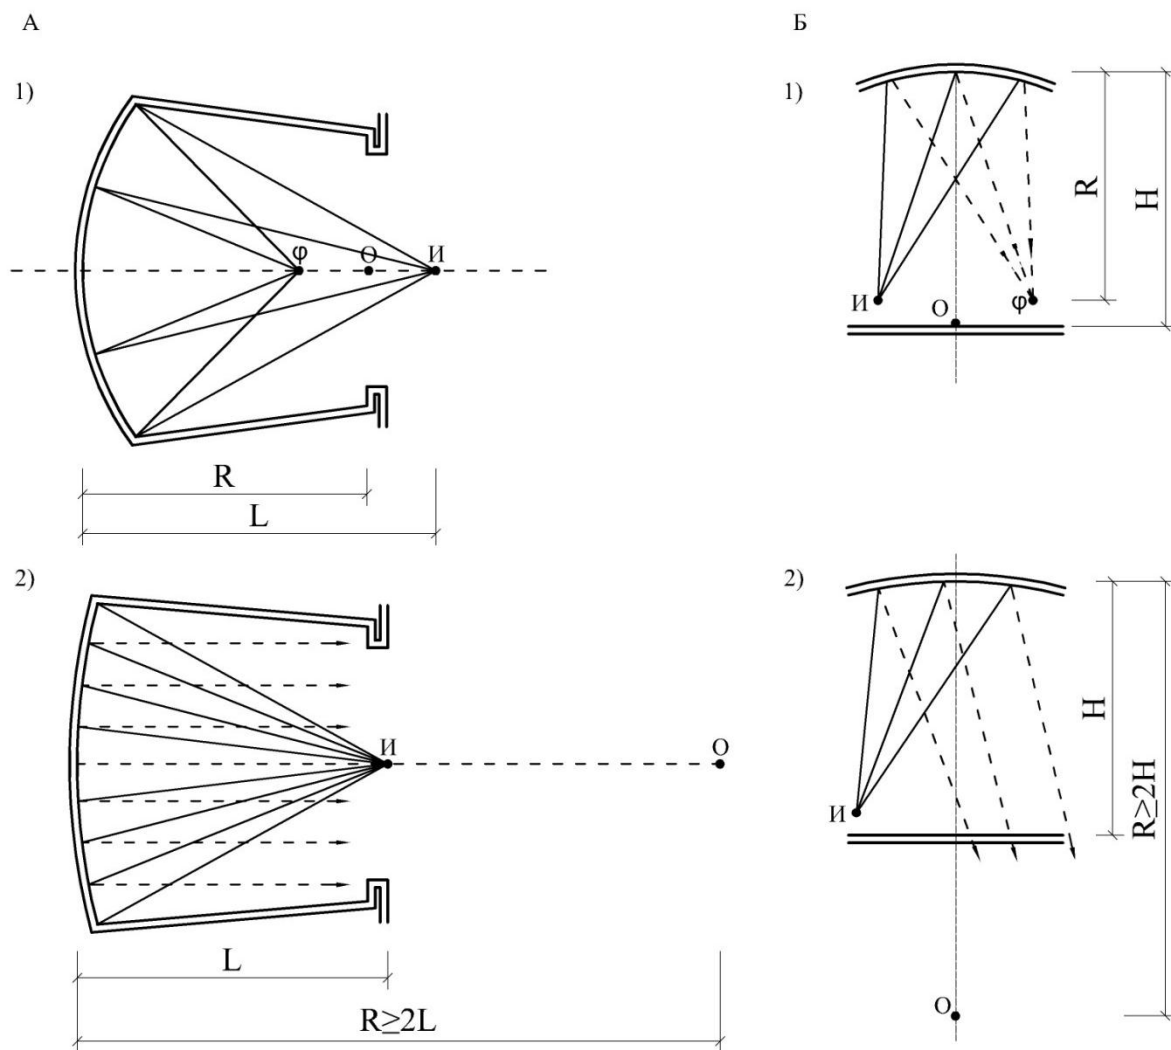 А
1)
φ
О
И
R
L
2)
И
О
L
R≥2L
Б
1)
И
О
φ
R
H
2)
И
О
H
R≥2H